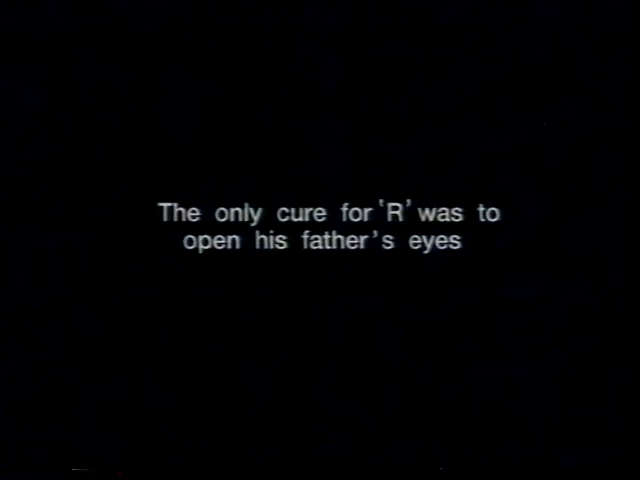 The only cure for 'R' was to
open his father's eyes